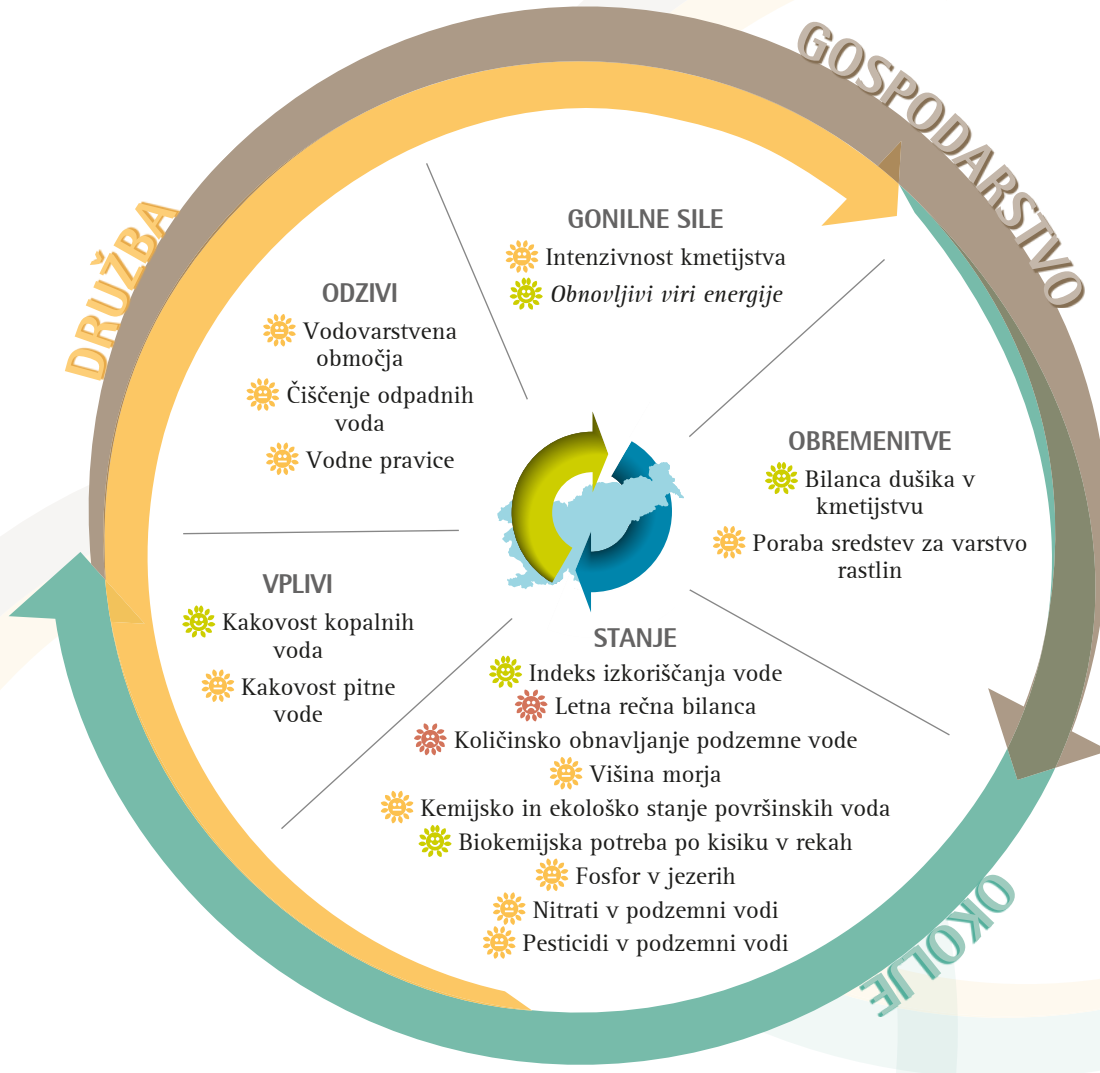 GOSPODARSTVO
DRUŽBA
OKOLJE
GONILNE SILE
Intenzivnost kmetijstva
Obnovljivi viri energije
OBREMENITVE
Bilanca dušika v
kmetijstvu
Poraba sredstev za varstvo
rastlin
STANJE
Indeks izkoriščanja vode
Letna rečna bilanca
Količinsko obnavljanje podzemne vode
Višina morja
Kemijsko in ekološko stanje površinskih voda
Biokemijska potreba po kisiku v rekah
Fosfor v jezerih
Nitrati v podzemni vodi
Pesticidi v podzemni vodi
VPLIVI
Kakovost kopalnih
voda
Kakovost pitne
vode
ODZIVI
Vodovarstvena
območja
Čiščenje odpadnih
voda
Vodne pravice